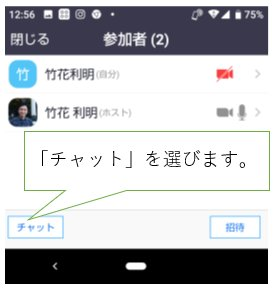 12:56 75%
閉じる 参加者 (2)
竹 竹花利明(自分)
竹花 利明(ホスト)
「チャット」を選びます。
チャット 招待